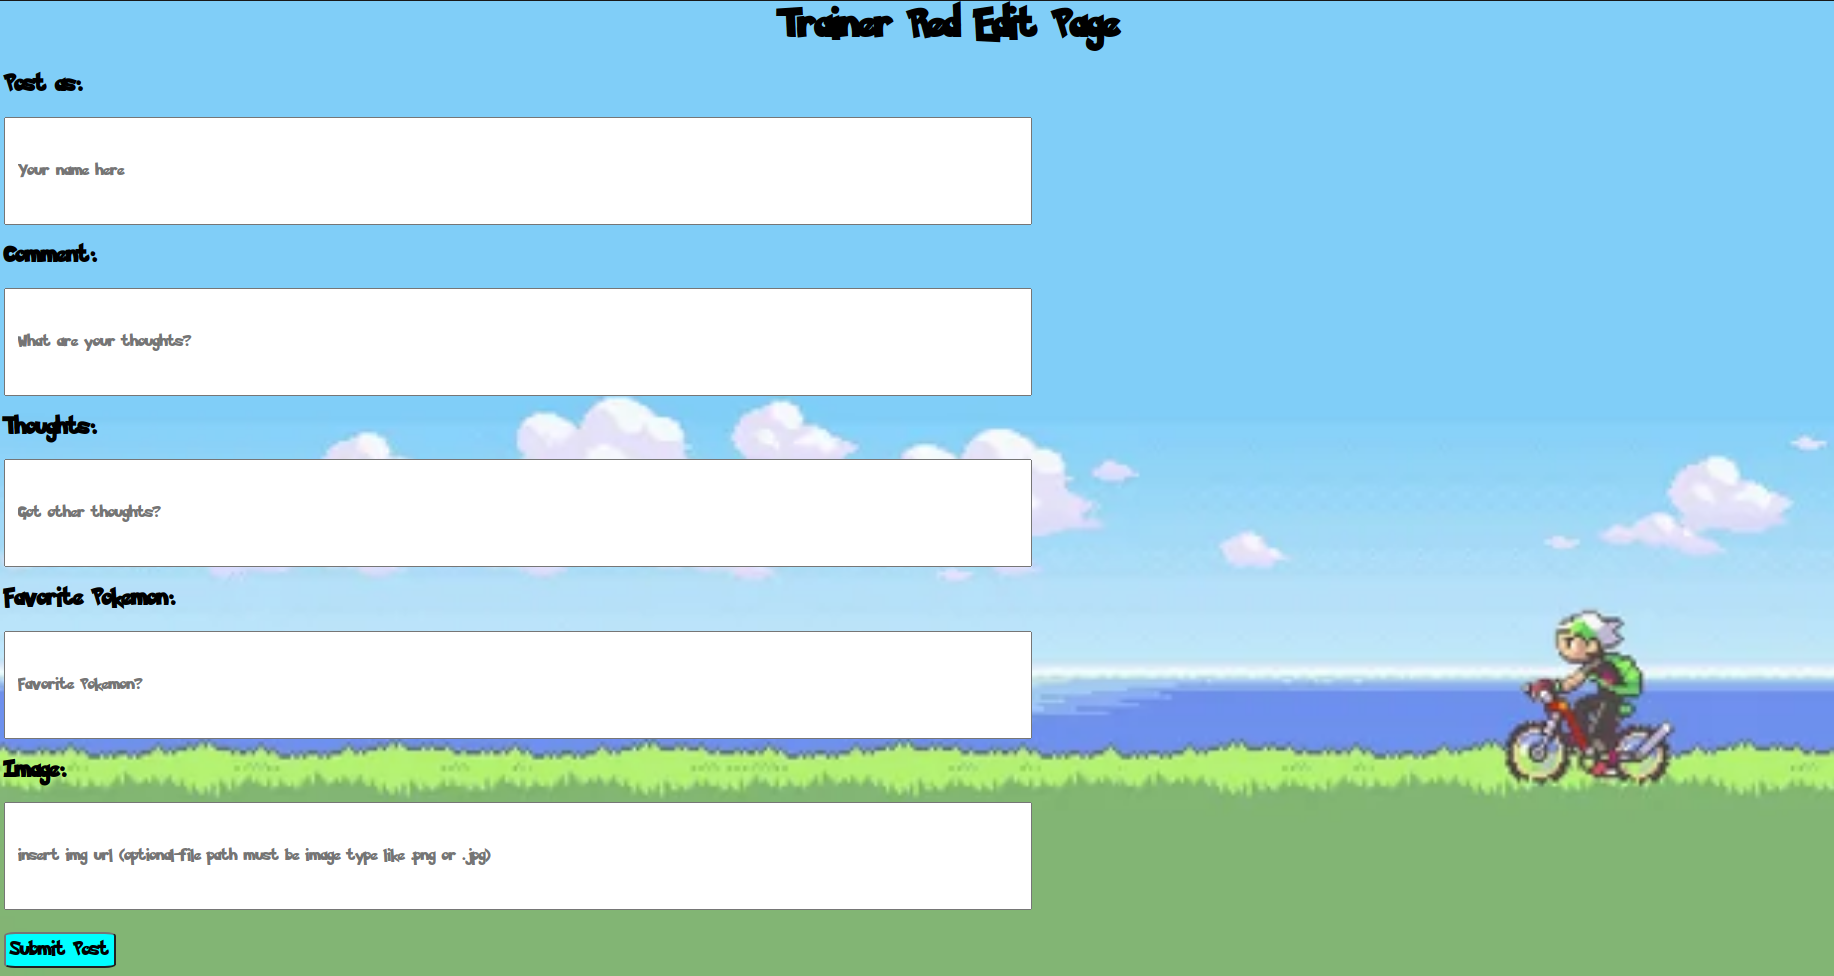 Trainer Red Edit Page
Post as:
Your name here
Comment:
What are your thoughts?
Thoughts:
Got other thoughts?
Favorite Pokemon:
Favorite Pokemon?
Image:
insert img url (optional-file path must be image type like .png or .jpg)
Submit Post